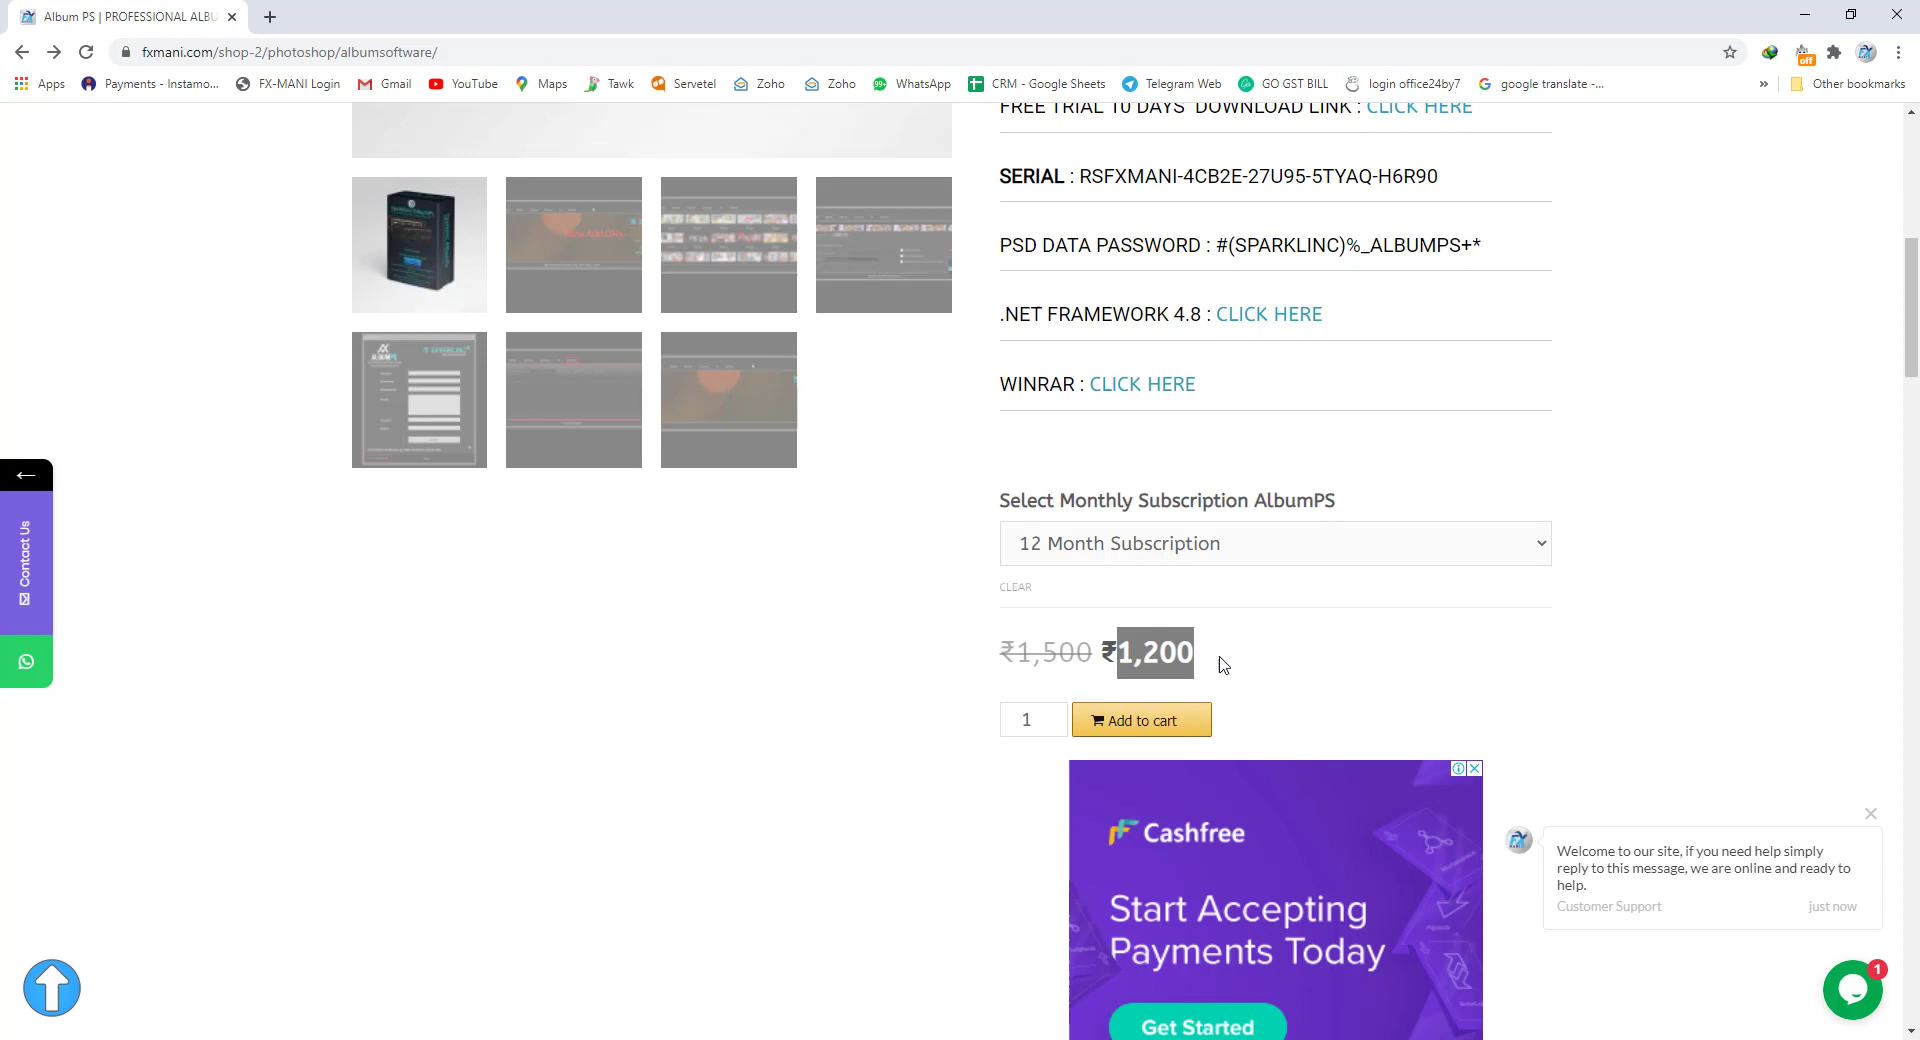 Album PS | PROFESSIONAL ALBU
fxmani.com/shop-2/photoshop/albumsoftware/
off
Apps
Payments - Instamo...
FX-MANI Login
Gmail
YouTube
Maps
Tawk
Servetel
Zoho
Zoho
99+
WhatsApp
CRM - Google Sheets
Telegram Web
GO GST BILL
login office24by7
google translate -...
»
Other bookmarks
FREE TRIAL 10 DAYS DOWNLOAD LINK : CLICK HERE
SERIAL : RSFXMANI-4CB2E-27U95-5TYAQ-H6R90
PSD DATA PASSWORD : #(SPARKLINC)%_ALBUMPS+*
.NET FRAMEWORK 4.8 : CLICK HERE
WINRAR : CLICK HERE
Contact Us
Select Monthly Subscription AlbumPS
12 Month Subscription
CLEAR
₹1,500 ₹1,200
1
Add to cart
Cashfree
Start Accepting
Payments Today
Get Started
Welcome to our site, if you need help simply
reply to this message, we are online and ready to
help.
Customer Support
just now
1